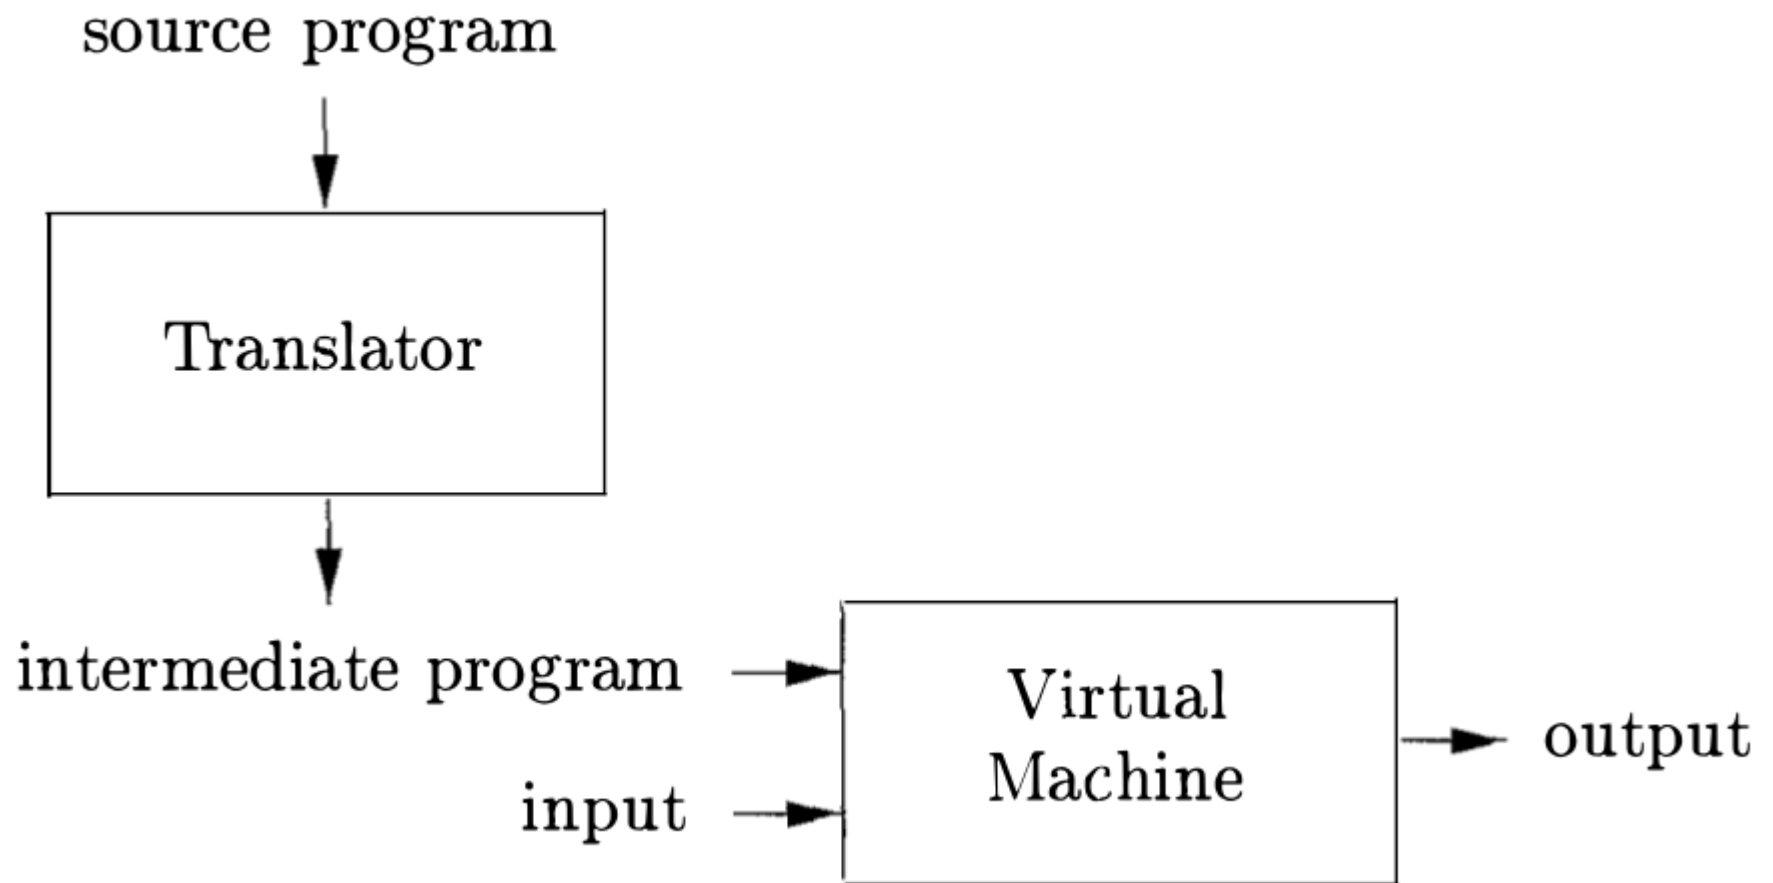 source program
Translator
intermediate program
Virtual
Machine
input
output